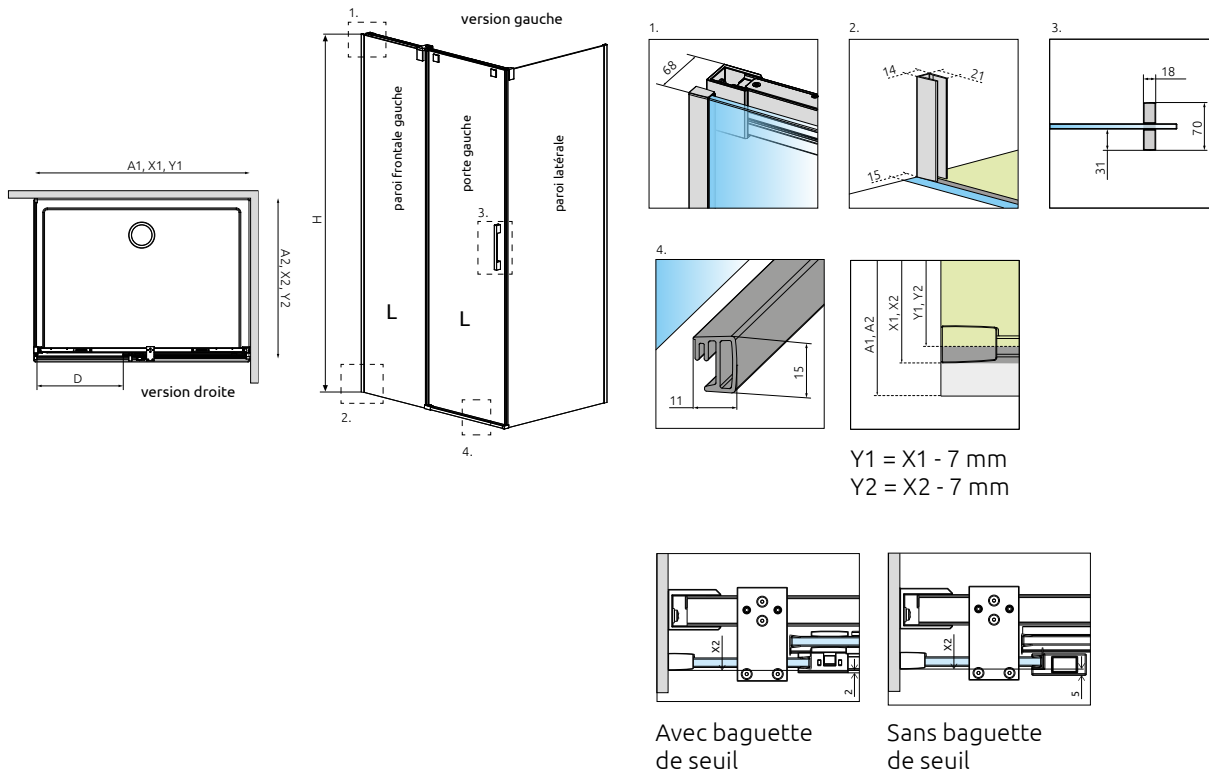 1.
version gauche
paroi frontale gauche
porte gauche
paroi latérale
H
3.
L
L
2.
4.
A1, X1, Y1
A2, X2, Y2
D
version droite
1.
68
2.
14
21
15
3.
18
70
31
4.
11
15
A1, A2
X1, X2
Y1, Y2
Y1 = X1 - 7 mm
Y2 = X2 - 7 mm
X2
2
Avec baguette
de seuil
X2
5
Sans baguette
de seuil